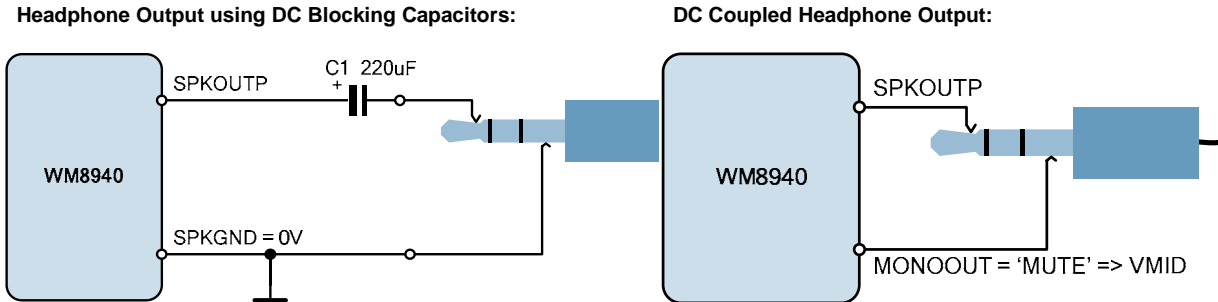 Headphone Output using DC Blocking Capacitors:
DC Coupled Headphone Output:
C1 220uF
+
SPKOUTP
WM8940
SPKGND = 0V
SPKOUTP
WM8940
MONOOUT = ‘MUTE’ => VMID